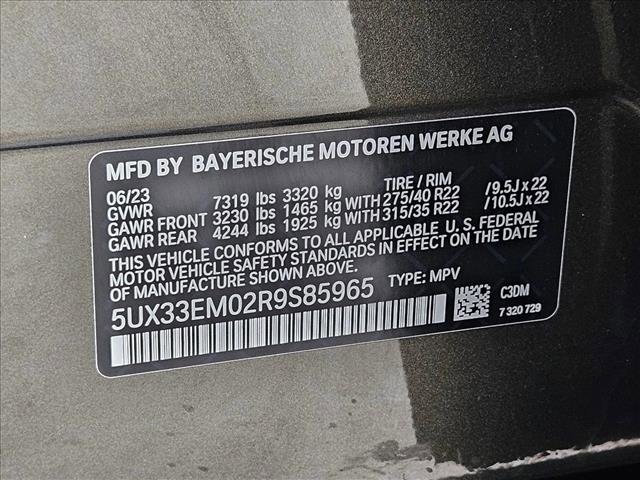 MFD BY BAYERISCHE MOTOREN WERKE AG
06/23 TIRE / RIM
GVWR 7319 lbs 3320 kg
GAWR FRONT 3230 lbs 1465 kg WITH 275/40 R22 /9.5J x 22
GAWR REAR 4244 lbs 1925 kg WITH 315/35 R22 /10.5J x 22
THIS VEHICLE CONFORMS TO ALL APPLICABLE U. S. FEDERAL
MOTOR VEHICLE SAFETY STANDARDS IN EFFECT ON THE DATE
OF MANUFACTURE SHOWN ABOVE.
5UX33EM02R9S85965 TYPE: MPV
C3DM
7 320 729